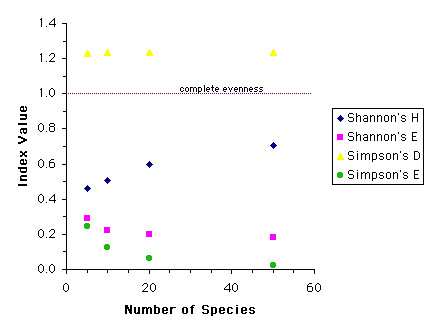 1.4
1.2
1.0
0.8
0.6
0.4
0.2
0.0
Index Value
complete evenness
0
20
40
60
Number of Species
Shannon's H
Shannon's E
Simpson's D
Simpson's E